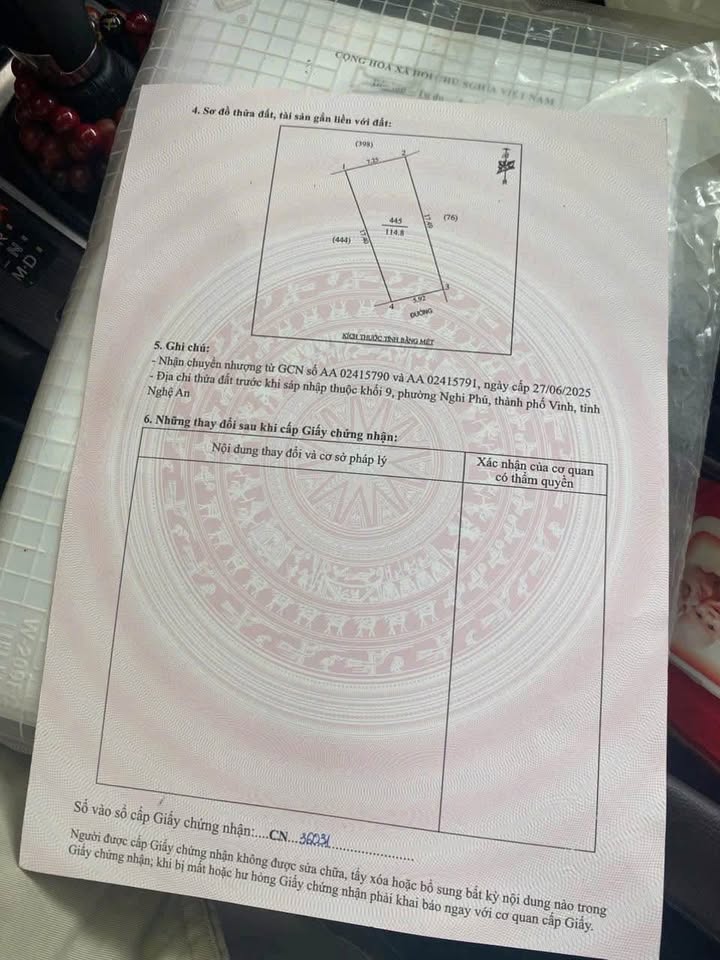 CỘNG HÒA XÃ HỘI CHỦ NGHĨA VIỆT NAM
4. Sơ đồ thửa đất, tài sản gắn liền với đất:
(398)
1
7.25
2
(444)
445
114.8
17.49
(76)
4
5.92
3
ĐƯỜNG
KÍCH THƯỚC TÍNH BẰNG MÉT
5. Ghi chú:
- Nhận chuyển nhượng từ GCN số AA 02415790 và AA 02415791, ngày cấp 27/06/2025
- Địa chỉ thửa đất trước khi sáp nhập thuộc khối 9, phường Nghi Phú, thành phố Vinh, tỉnh
Nghệ An
6. Những thay đổi sau khi cấp Giấy chứng nhận:
Nội dung thay đổi và cơ sở pháp lý
Xác nhận của cơ quan
có thẩm quyền
Số vào sổ cấp Giấy chứng nhận:....CN...36031
Người được cấp Giấy chứng nhận không được sửa chữa, tẩy xóa hoặc bổ sung bất kỳ nội dung nào trong
Giấy chứng nhận; khi bị mất hoặc hư hỏng Giấy chứng nhận phải khai báo ngay với cơ quan cấp Giấy.
M-D